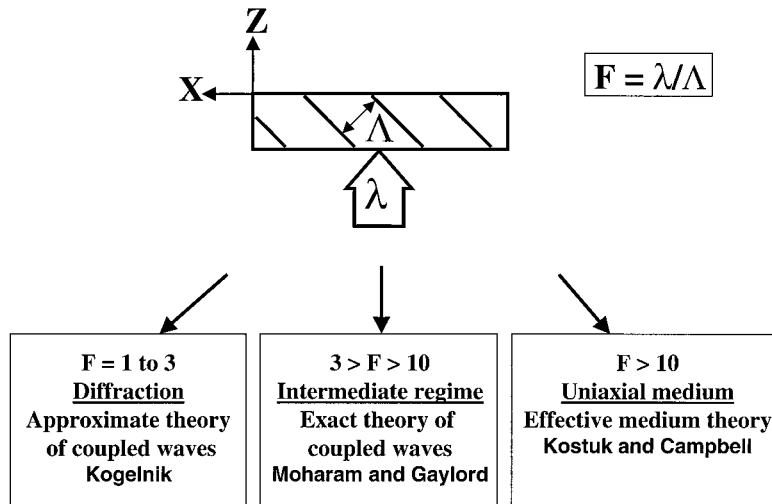 Z
X
F = λ/Λ
Λ
λ
F = 1 to 3
Diffraction
Approximate theory
of coupled waves
Kogelnik
3 > F > 10
Intermediate regime
Exact theory of
coupled waves
Moharam and Gaylord
F > 10
Uniaxial medium
Effective medium theory
Kostuk and Campbell